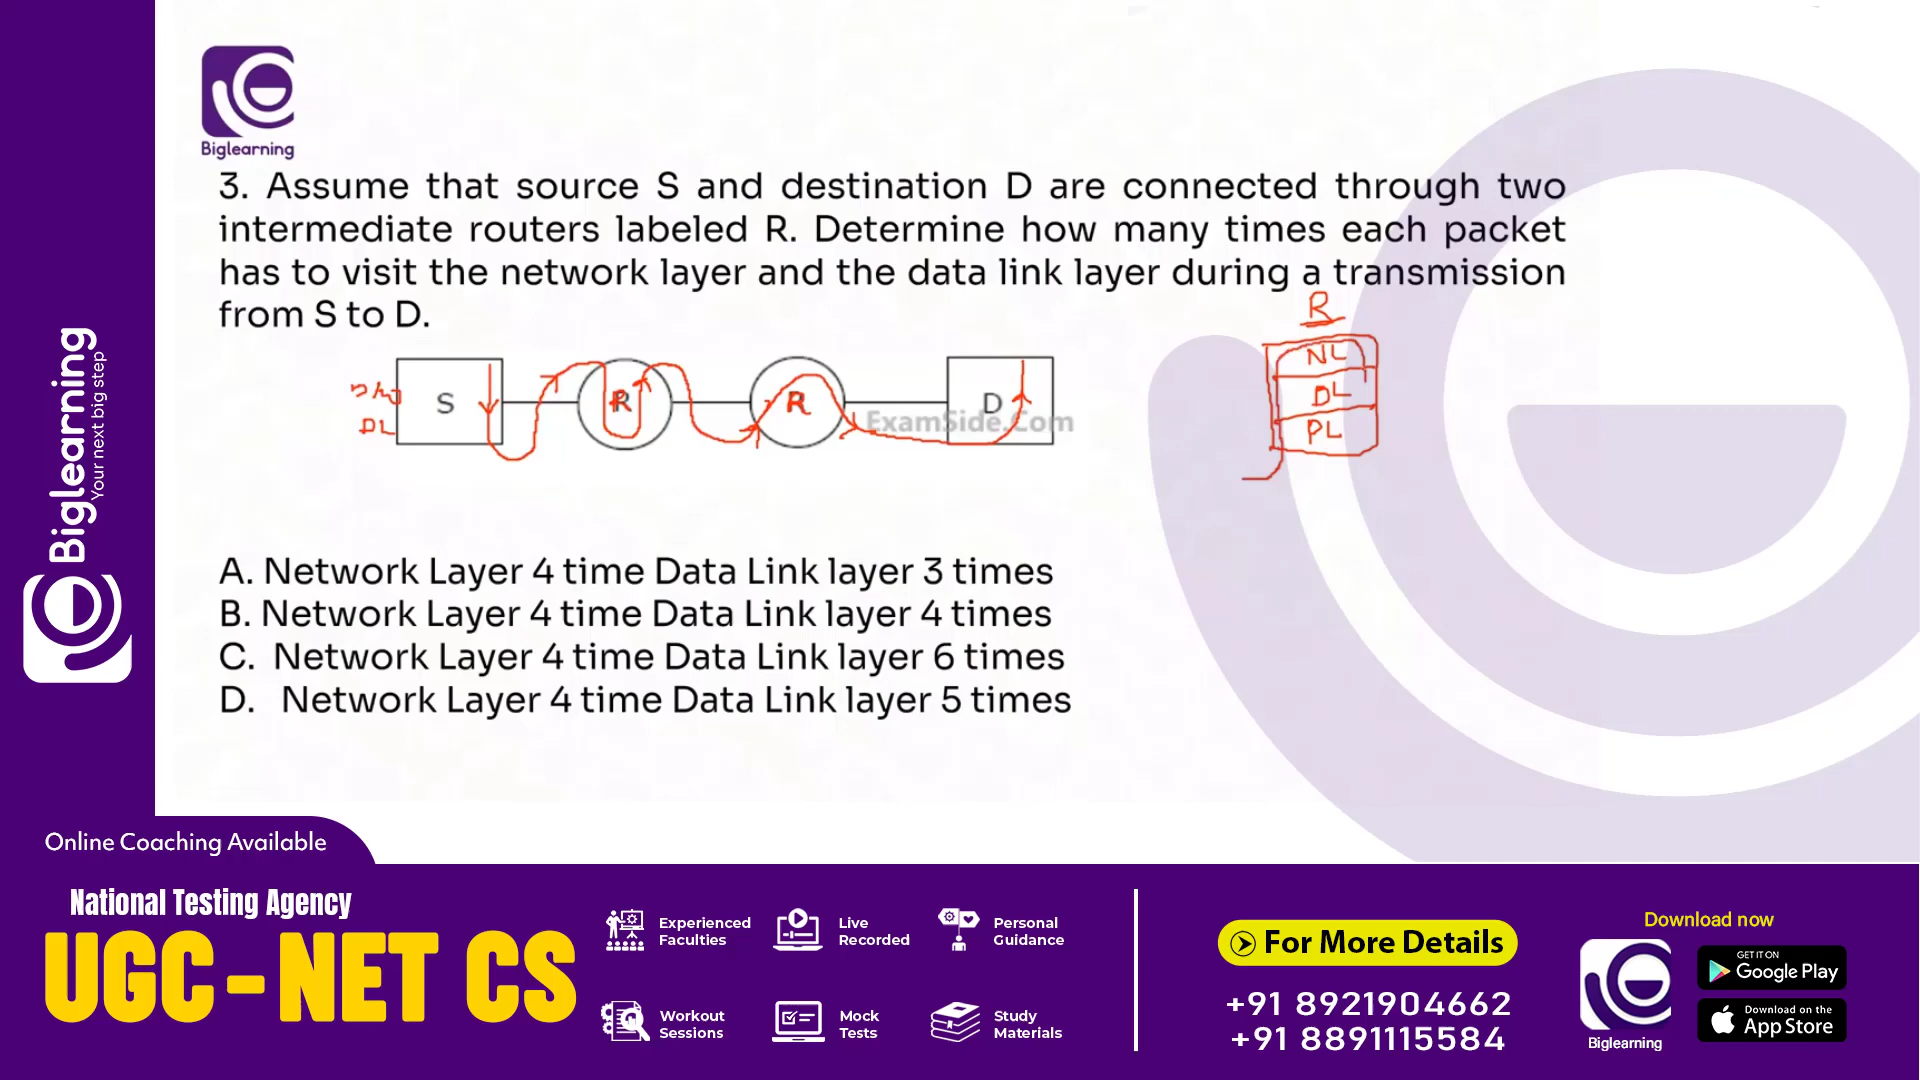 Biglearning
3. Assume that source S and destination D are connected through two
intermediate routers labeled R. Determine how many times each packet
has to visit the network layer and the data link layer during a transmission
from S to D.
R
NL
DL
PL
DL
S
R
R
D
ExamSide.Com
A. Network Layer 4 time Data Link layer 3 times
B. Network Layer 4 time Data Link layer 4 times
C. Network Layer 4 time Data Link layer 6 times
D. Network Layer 4 time Data Link layer 5 times
Biglearning
Your next big step
Online Coaching Available
National Testing Agency
UGC-NET CS
Experienced
Faculties
Live
Recorded
Personal
Guidance
Workout
Sessions
Mock
Tests
Study
Materials
For More Details
+91 8921904662
+91 8891115584
Download now
Biglearning
GET IT ON
Google Play
Download on the
App Store